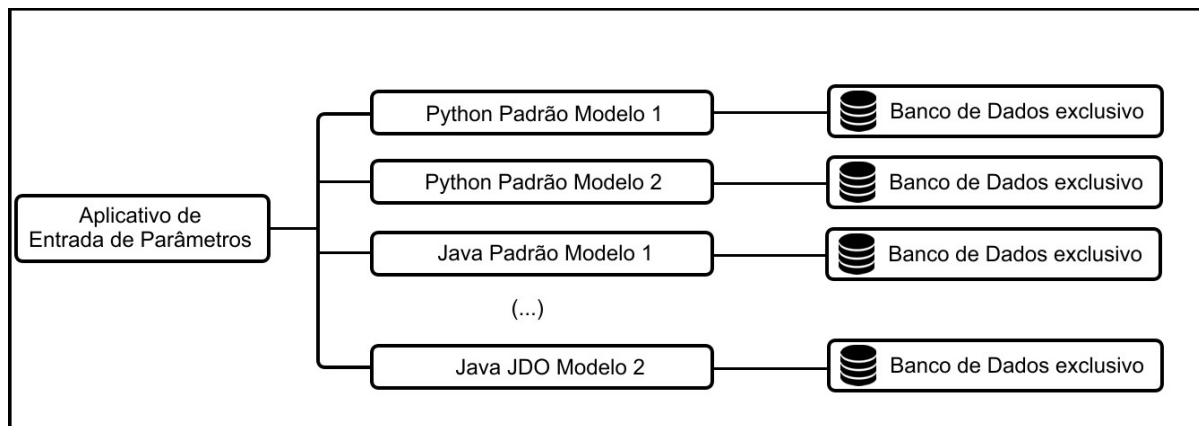 Python Padrão Modelo 1
Banco de Dados exclusivo
Python Padrão Modelo 2
Banco de Dados exclusivo
Aplicativo de
Entrada de Parâmetros
Java Padrão Modelo 1
Banco de Dados exclusivo
(...)
Java JDO Modelo 2
Banco de Dados exclusivo